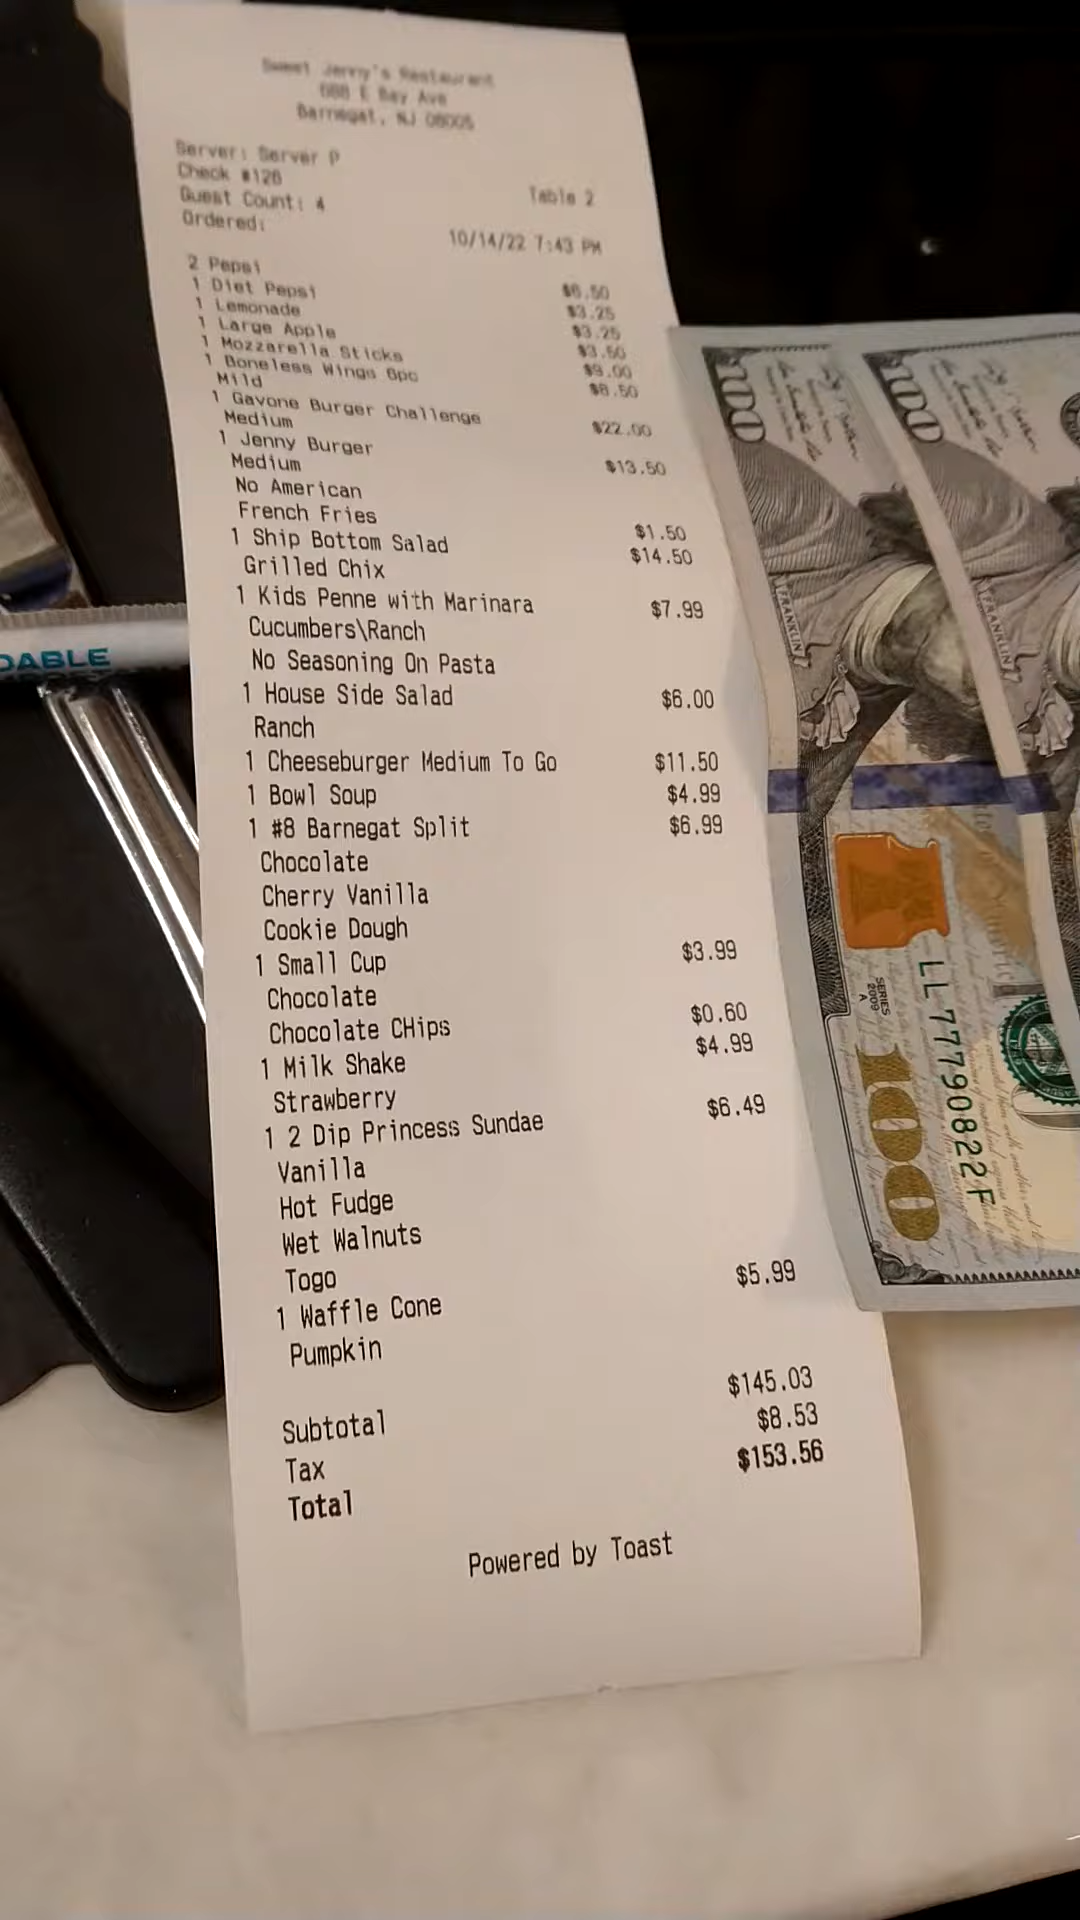 Sweet Jenny's Restaurant
688 E Bay Ave
Barnegat, NJ 08005
Server: Server P
Check #126
Table 2
Guest Count: 4
Ordered:
10/14/22 7:43 PM
2 Pepsi $6.50
1 Diet Pepsi $3.25
1 Lemonade $3.25
1 Large Apple $3.50
1 Mozzarella Sticks $9.00
1 Boneless Wings 6pc $8.50
Mild
1 Gavone Burger Challenge $22.00
Medium
1 Jenny Burger $13.50
Medium
No American
French Fries $1.50
1 Ship Bottom Salad $14.50
Grilled Chix
1 Kids Penne with Marinara $7.99
Cucumbers\Ranch
No Seasoning On Pasta
1 House Side Salad $6.00
Ranch
1 Cheeseburger Medium To Go $11.50
1 Bowl Soup $4.99
1 #8 Barnegat Split $6.99
Chocolate
Cherry Vanilla
Cookie Dough
1 Small Cup $3.99
Chocolate
Chocolate CHips $0.60
1 Milk Shake $4.99
Strawberry
1 2 Dip Princess Sundae $6.49
Vanilla
Hot Fudge
Wet Walnuts
Togo
1 Waffle Cone $5.99
Pumpkin
Subtotal $145.03
Tax $8.53
Total $153.56
Powered by Toast
DABLE
100
100
FRANKLIN
FRANKLIN
SERIES
2009
A
LL77790822F
100